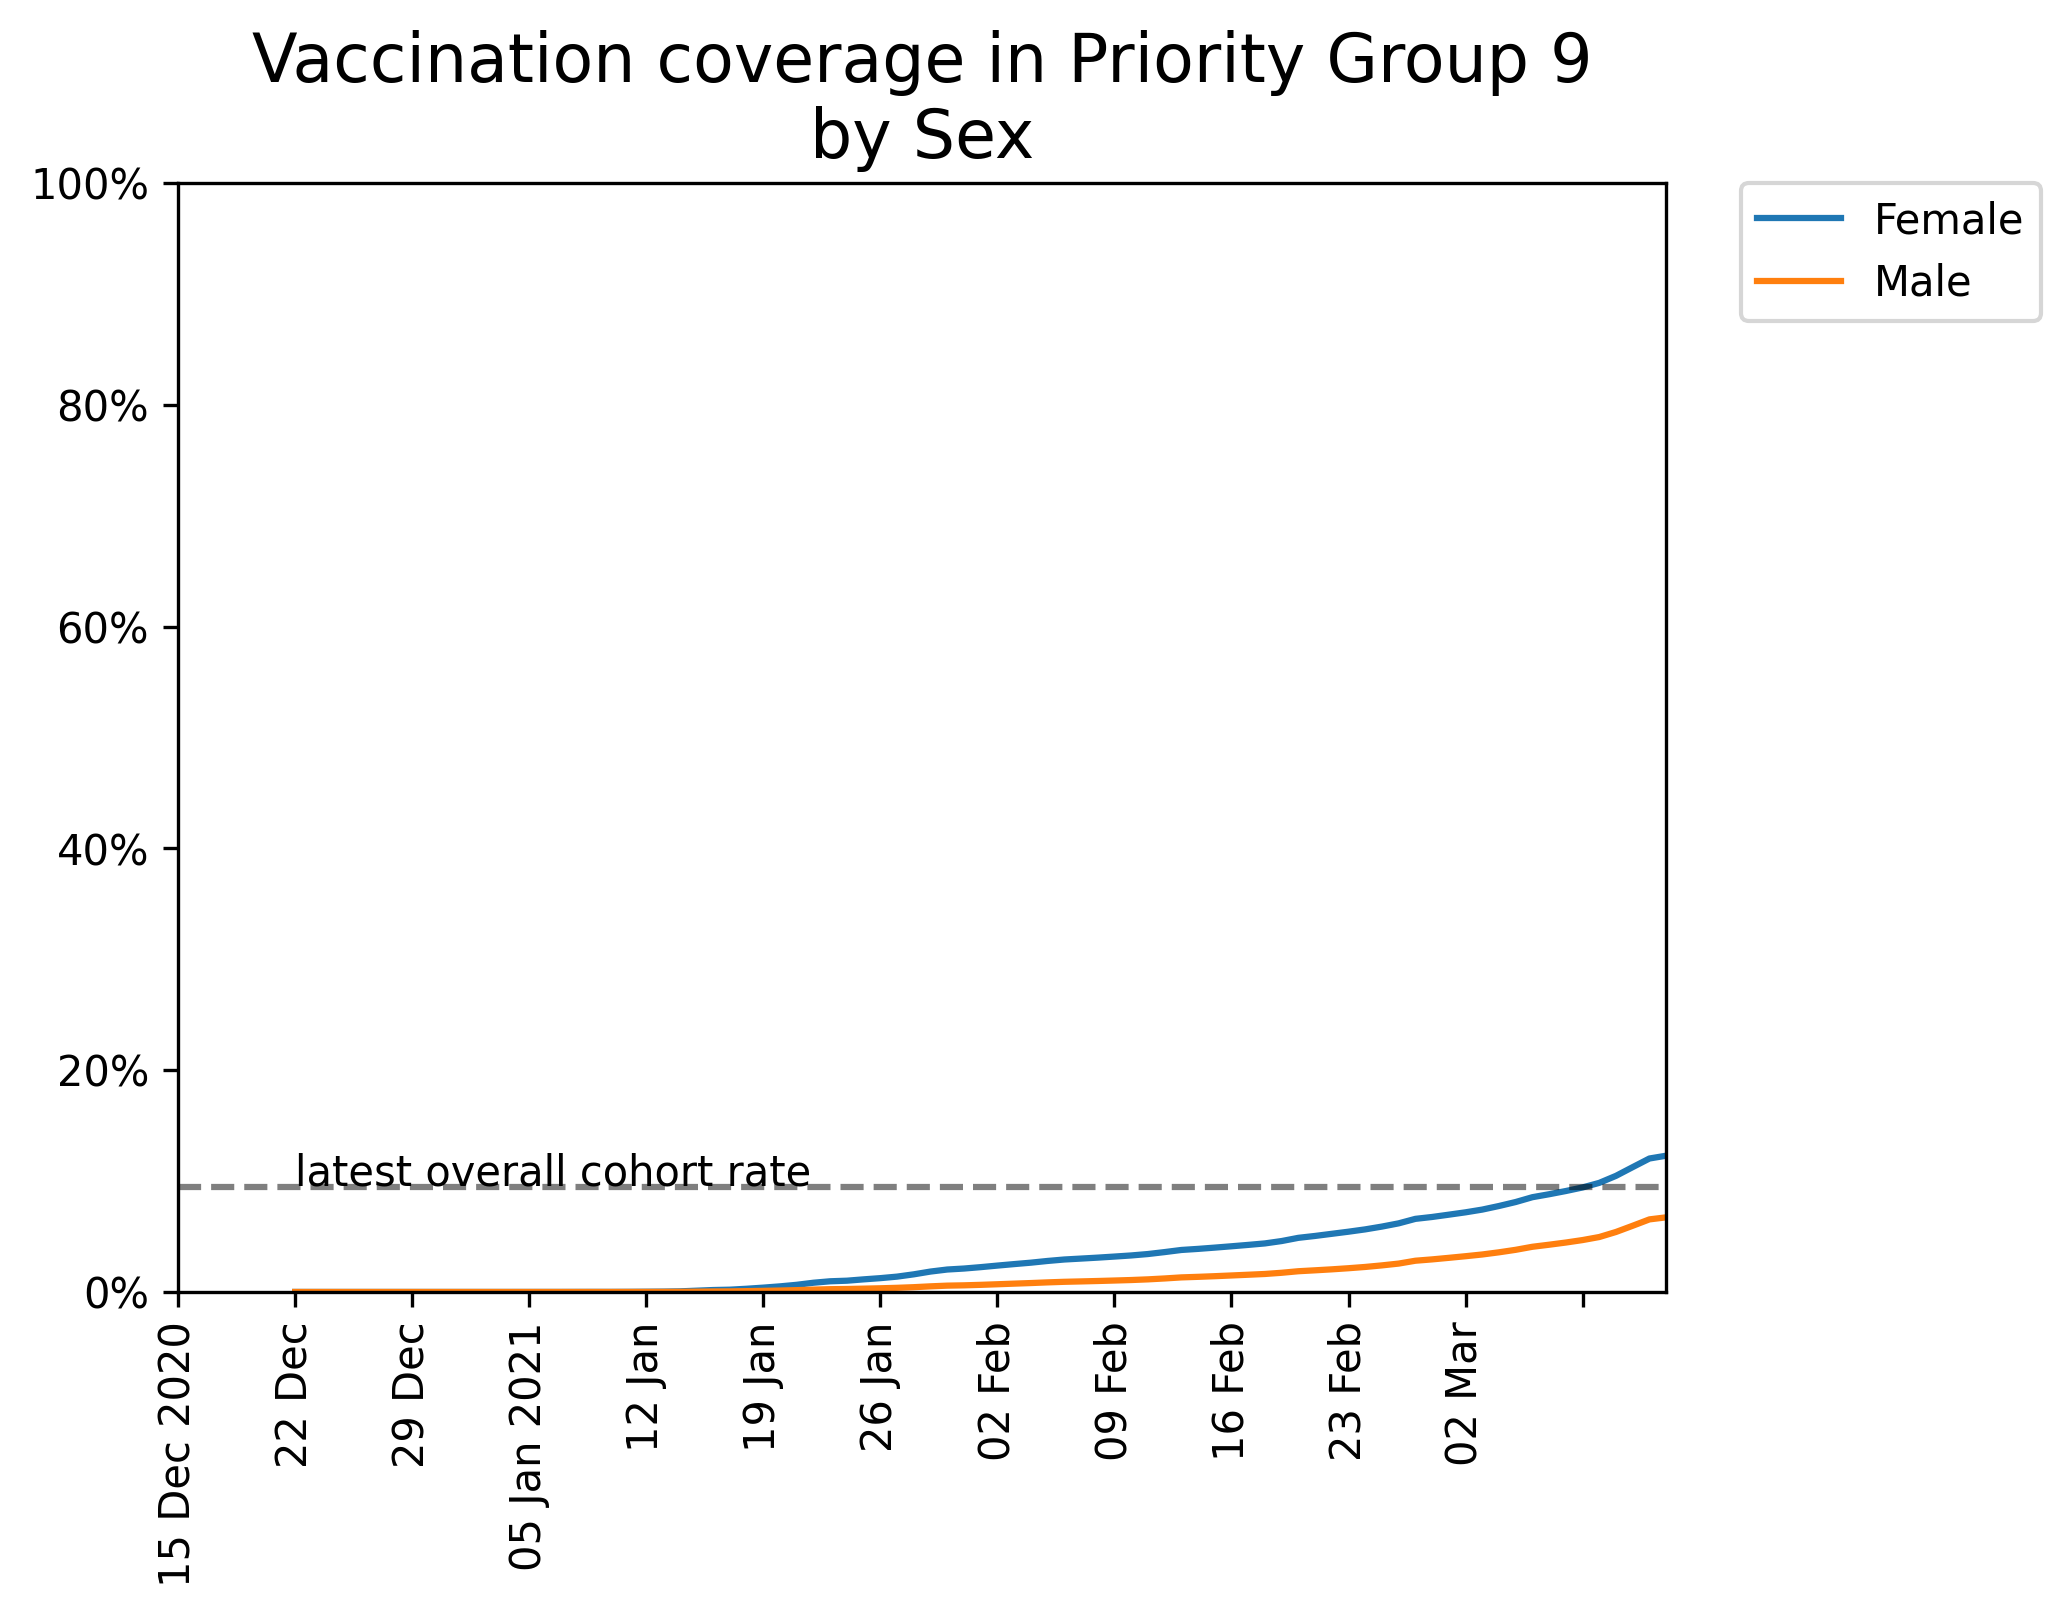 Vaccination coverage in Priority Group 9
by Sex
100%
80%
60%
40%
20%
0%
latest overall cohort rate
Female
Male
15 Dec 2020
22 Dec
29 Dec
05 Jan 2021
12 Jan
19 Jan
26 Jan
02 Feb
09 Feb
16 Feb
23 Feb
02 Mar